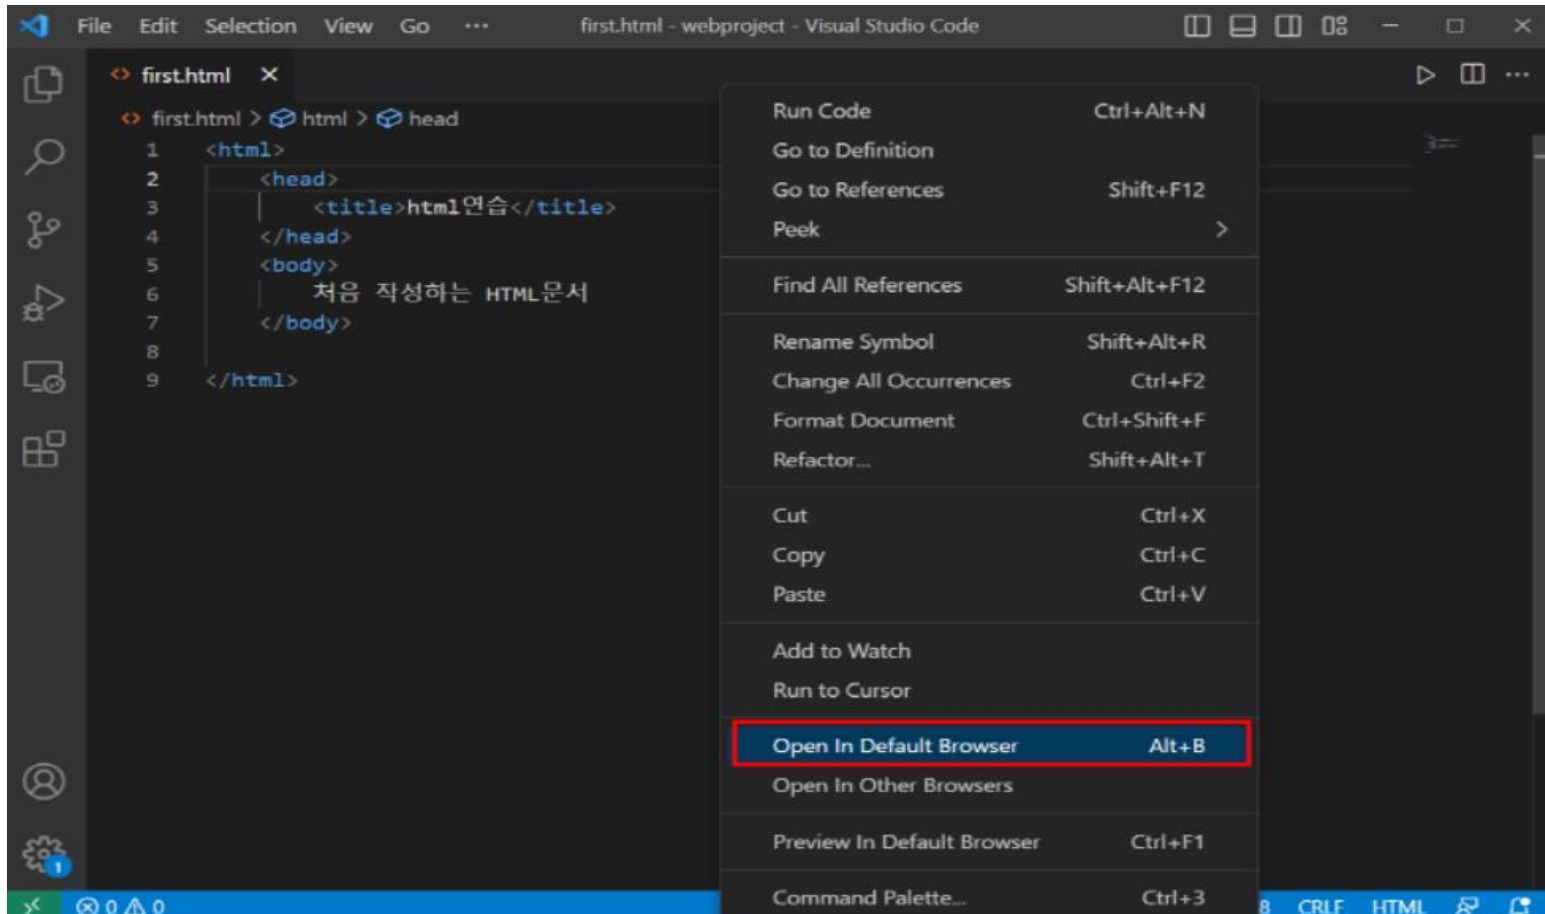 File Edit Selection View Go ··· first.html - webproject - Visual Studio Code
first.html
first.html > html > head
1 <html>
2 <head>
3 <title>html연습</title>
4 </head>
5 <body>
6 처음 작성하는 HTML문서
7 </body>
8
9 </html>
Run Code Ctrl+Alt+N
Go to Definition
Go to References Shift+F12
Peek >
Find All References Shift+Alt+F12
Rename Symbol Shift+Alt+R
Change All Occurrences Ctrl+F2
Format Document Ctrl+Shift+F
Refactor... Shift+Alt+T
Cut Ctrl+X
Copy Ctrl+C
Paste Ctrl+V
Add to Watch
Run to Cursor
Open In Default Browser Alt+B
Open In Other Browsers
Preview In Default Browser Ctrl+F1
Command Palette... Ctrl+3
1
0 0 8 CRLF HTML